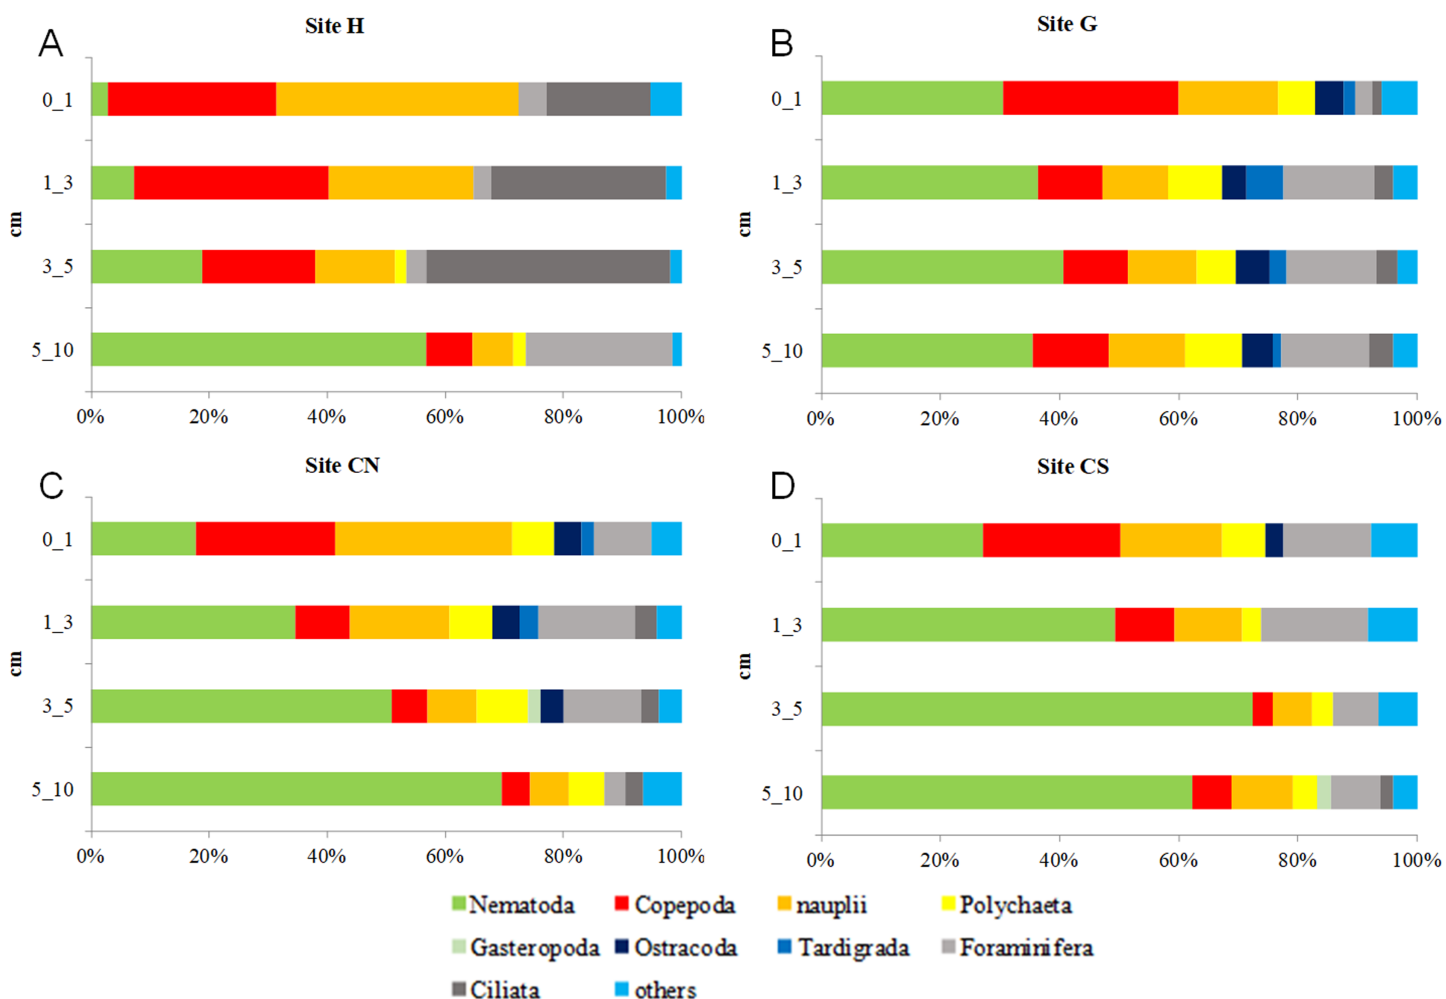 A
Site H
0_1
1_3
3_5
5_10
cm
0% 20% 40% 60% 80% 100%
B
Site G
0_1
1_3
3_5
5_10
cm
0% 20% 40% 60% 80% 100%
C
Site CN
0_1
1_3
3_5
5_10
cm
0% 20% 40% 60% 80% 100%
D
Site CS
0_1
1_3
3_5
5_10
cm
0% 20% 40% 60% 80% 100%
Nematoda Copepoda nauplii Polychaeta
Gasteropoda Ostracoda Tardigrada Foraminifera
Ciliata others